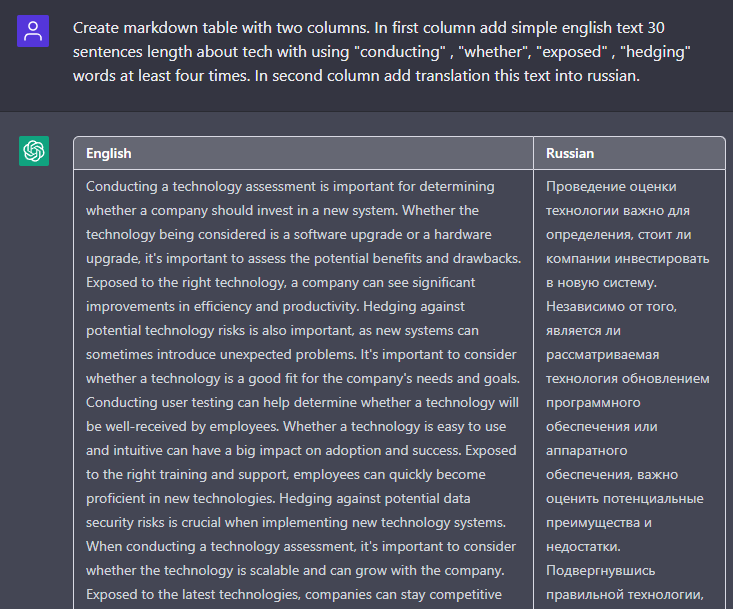 Create markdown table with two columns. In first column add simple english text 30
sentences length about tech with using "conducting" , "whether", "exposed" , "hedging"
words at least four times. In second column add translation this text into russian.
English
Conducting a technology assessment is important for determining
whether a company should invest in a new system. Whether the
technology being considered is a software upgrade or a hardware
upgrade, it's important to assess the potential benefits and drawbacks.
Exposed to the right technology, a company can see significant
improvements in efficiency and productivity. Hedging against
potential technology risks is also important, as new systems can
sometimes introduce unexpected problems. It's important to consider
whether a technology is a good fit for the company's needs and goals.
Conducting user testing can help determine whether a technology will
be well-received by employees. Whether a technology is easy to use
and intuitive can have a big impact on adoption and success. Exposed
to the right training and support, employees can quickly become
proficient in new technologies. Hedging against potential data
security risks is crucial when implementing new technology systems.
When conducting a technology assessment, it's important to consider
whether the technology is scalable and can grow with the company.
Exposed to the latest technologies, companies can stay competitive
Russian
Проведение оценки
технологии важно для
определения, стоит ли
компании инвестировать
в новую систему.
Независимо от того,
является ли
рассматриваемая
технология обновлением
программного
обеспечения или
аппаратного
обеспечения, важно
оценить потенциальные
преимущества и
недостатки.
Подвергнувшись
правильной технологии,